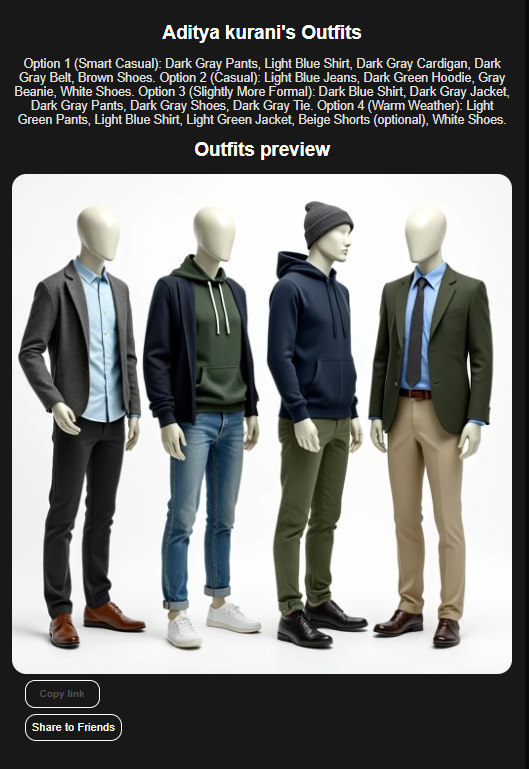 Aditya kurani's Outfits
Option 1 (Smart Casual): Dark Gray Pants, Light Blue Shirt, Dark Gray Cardigan, Dark
Gray Belt, Brown Shoes. Option 2 (Casual): Light Blue Jeans, Dark Green Hoodie, Gray
Beanie, White Shoes. Option 3 (Slightly More Formal): Dark Blue Shirt, Dark Gray Jacket,
Dark Gray Pants, Dark Gray Shoes, Dark Gray Tie. Option 4 (Warm Weather): Light
Green Pants, Light Blue Shirt, Light Green Jacket, Beige Shorts (optional), White Shoes.
Outfits preview
Copy link
Share to Friends